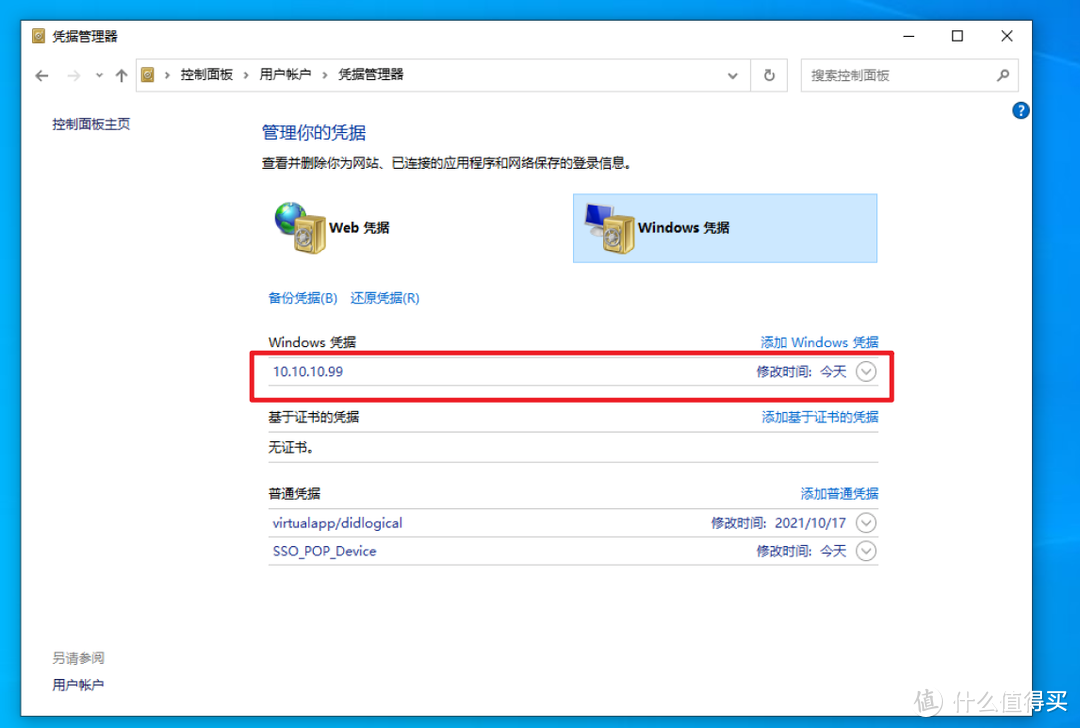 凭据管理器
控制面板 › 用户帐户 › 凭据管理器
搜索控制面板
?
控制面板主页
管理你的凭据
查看并删除你为网站、已连接的应用程序和网络保存的登录信息。
Web 凭据
Windows 凭据
备份凭据(B) 还原凭据(R)
Windows 凭据 添加 Windows 凭据
10.10.10.99 修改时间: 今天
基于证书的凭据 添加基于证书的凭据
无证书。
普通凭据 添加普通凭据
virtualapp/didlogical 修改时间: 2021/10/17
SSO_POP_Device 修改时间: 今天
另请参阅
用户帐户
值 什么值得买